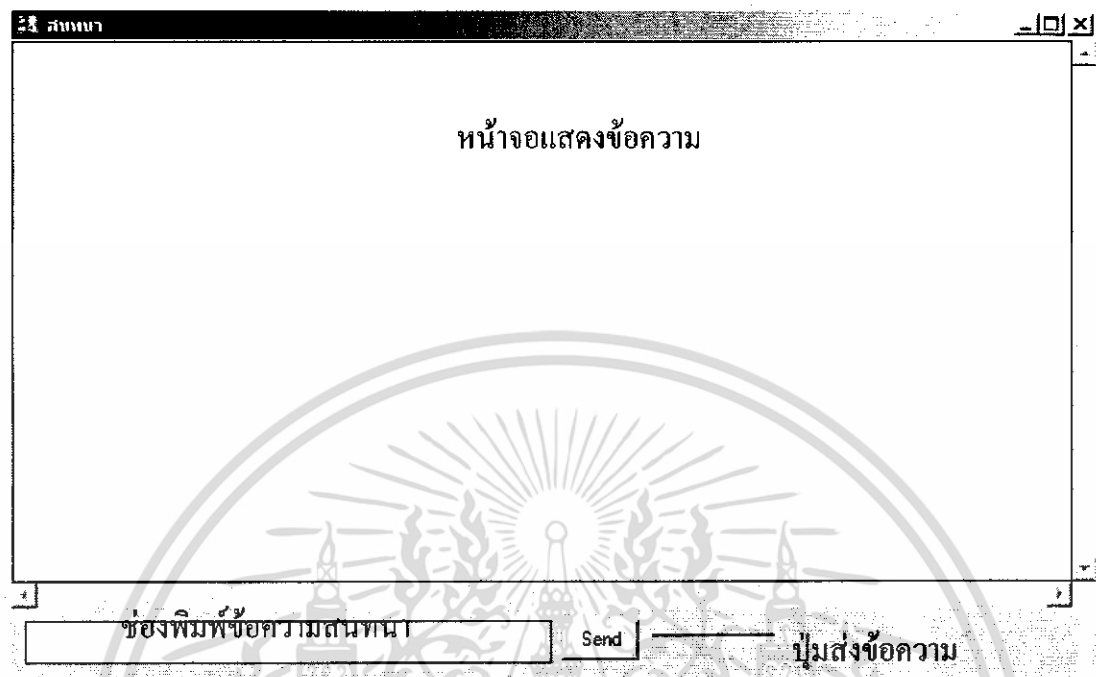 สนทนา
หน้าจอแสดงข้อความ
ช่องพิมพ์ข้อความสนทนา
Send
ปุ่มส่งข้อความ